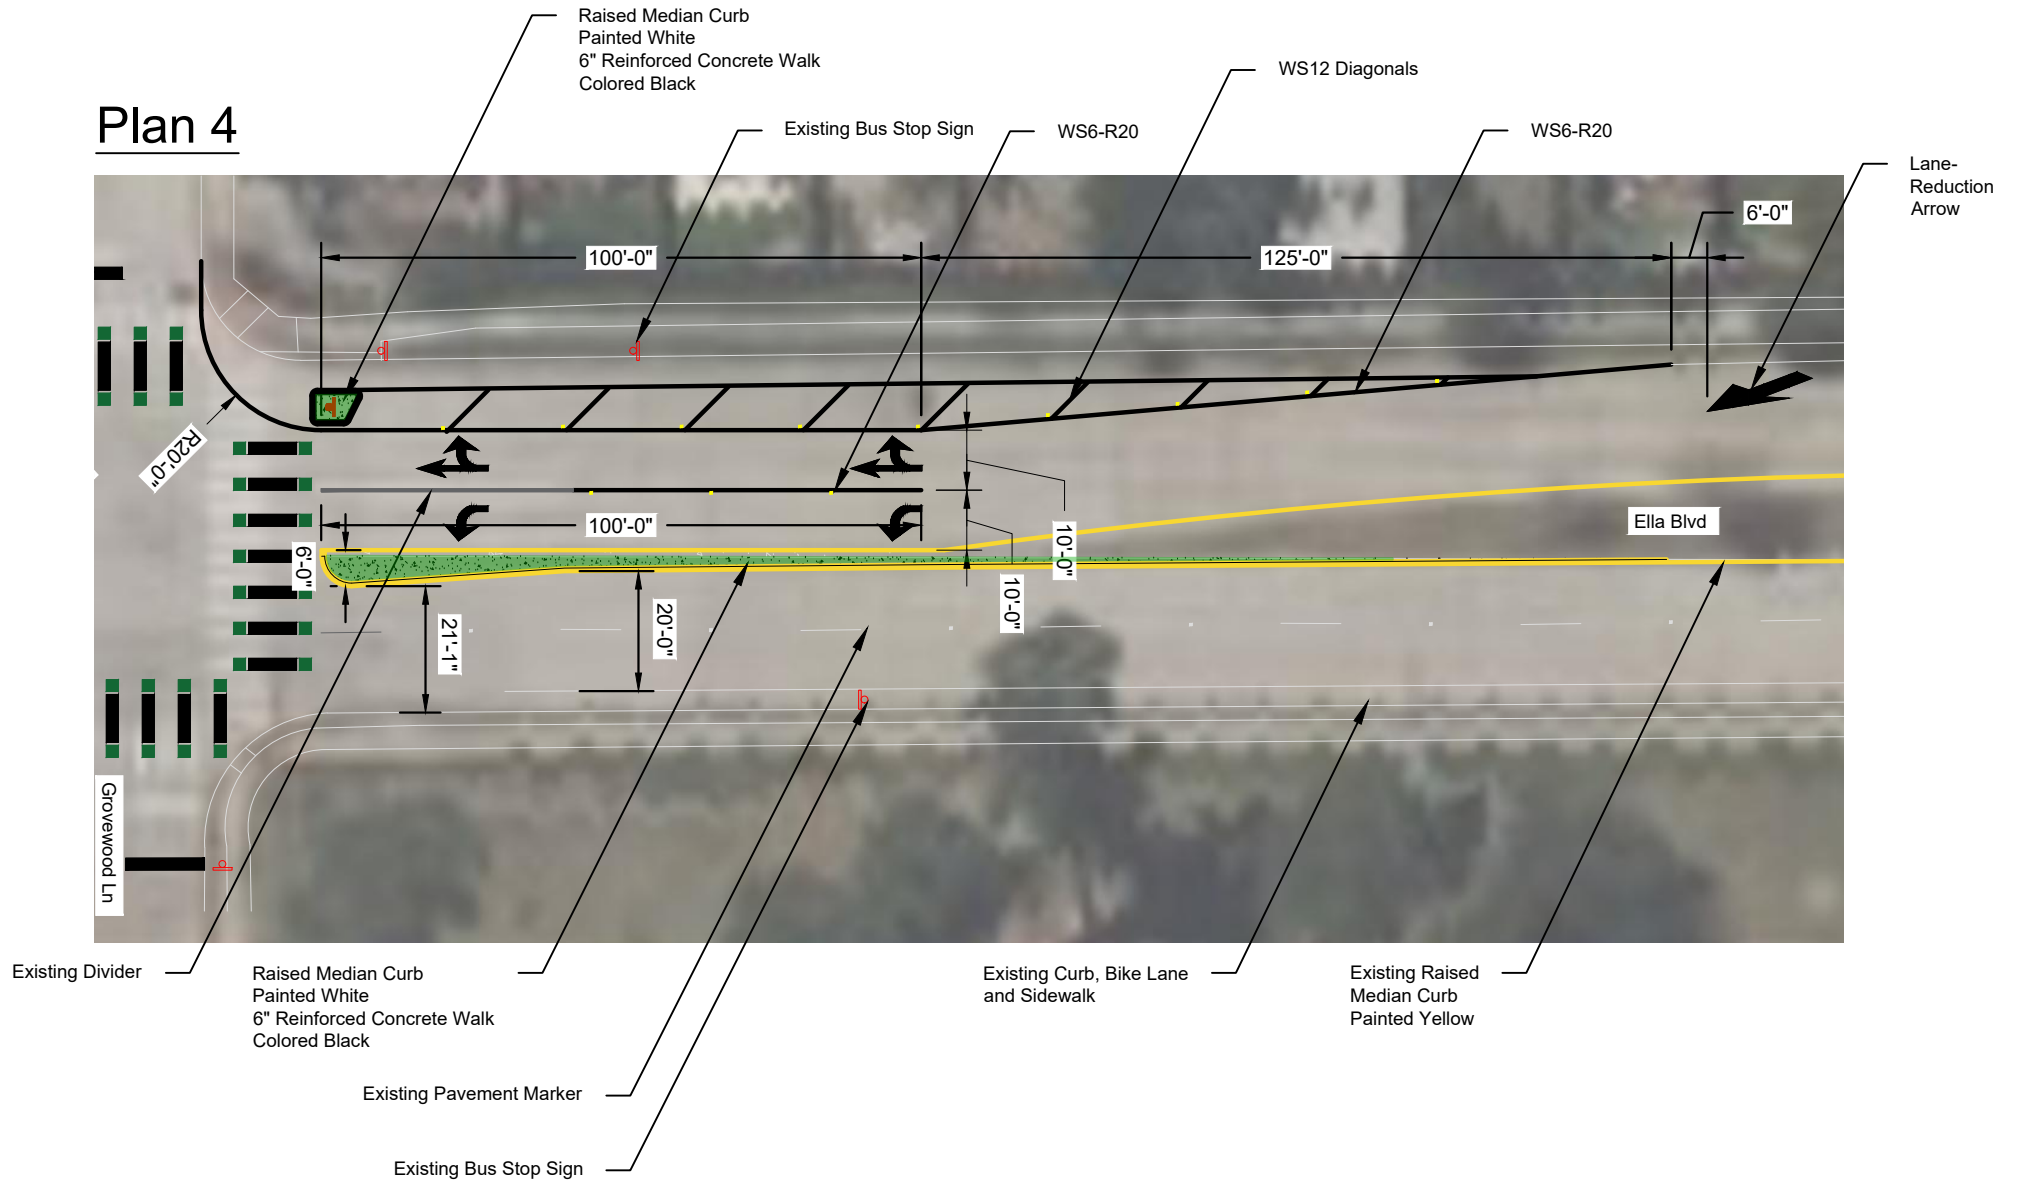 Raised Median Curb
Painted White
6" Reinforced Concrete Walk
Colored Black
WS12 Diagonals
Plan 4
Existing Bus Stop Sign
WS6-R20
WS6-R20
Lane-
Reduction
Arrow
6'-0"
100'-0"
125'-0"
R20'-0"
100'-0"
Ella Blvd
6'-0"
10'-0"
10'-0"
20'-0"
21'-1"
Grovewood Ln
Existing Divider
Raised Median Curb
Painted White
6" Reinforced Concrete Walk
Colored Black
Existing Curb, Bike Lane
and Sidewalk
Existing Raised
Median Curb
Painted Yellow
Existing Pavement Marker
Existing Bus Stop Sign